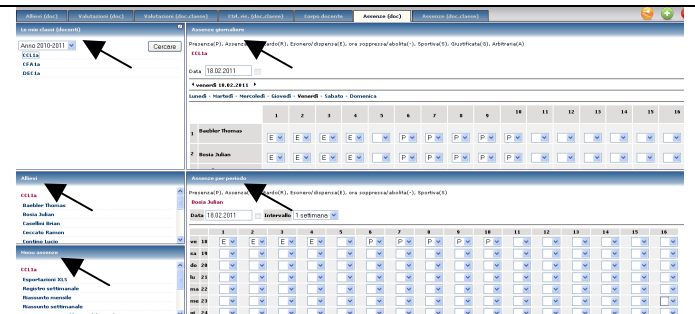 Allievi (doc)
Valutazioni (doc)
Valutazioni (doc.classe)
Ctrl. ris. (doc.classe)
Corpo docente
Assenze (doc)
Assenze (doc.classe)
Le mie classi (docenti)
Anno 2010-2011
Cercare
CCL1a
CFA1a
DEC1a
Assenze giornaliere
Presenza(P), Assenza ardo(R), Esonero/dispensa(E), ora soppressa/abolita(-), Sportiva(S), Giustificata(G), Arbitraria(A)
CCL1a
Data 18.02.2011
venerdì 18.02.2011
Lunedì - Martedì - Mercoledì - Giovedì - Venerdì - Sabato - Domenica
1 2 3 4 5 6 7 8 9 10 11 12 13 14 15 16
1 Baebler Thomas E E E E P P P P P
2 Bosia Julian E E E E P P P P P
Allievi
CCL1a
Baebler Thomas
Bosia Julian
Casellini Brian
Ceccato Ramon
Contino Lucio
Menu assenze
CCL1a
Esportazioni XLS
Registro settimanale
Riassunto mensile
Riassunto settimanale
Assenze per periodo
Presenza(P), Assenza ardo(R), Esonero/dispensa(E), ora soppressa/abolita(-), Sportiva(S)
Bosia Julian
Data 18.02.2011 Intervallo 1 settimana
1 2 3 4 5 6 7 8 9 10 11 12 13 14 15 16
ve 18 E E E E P P P P P
sa 19
do 20
lu 21
ma 22
me 23
gi 24